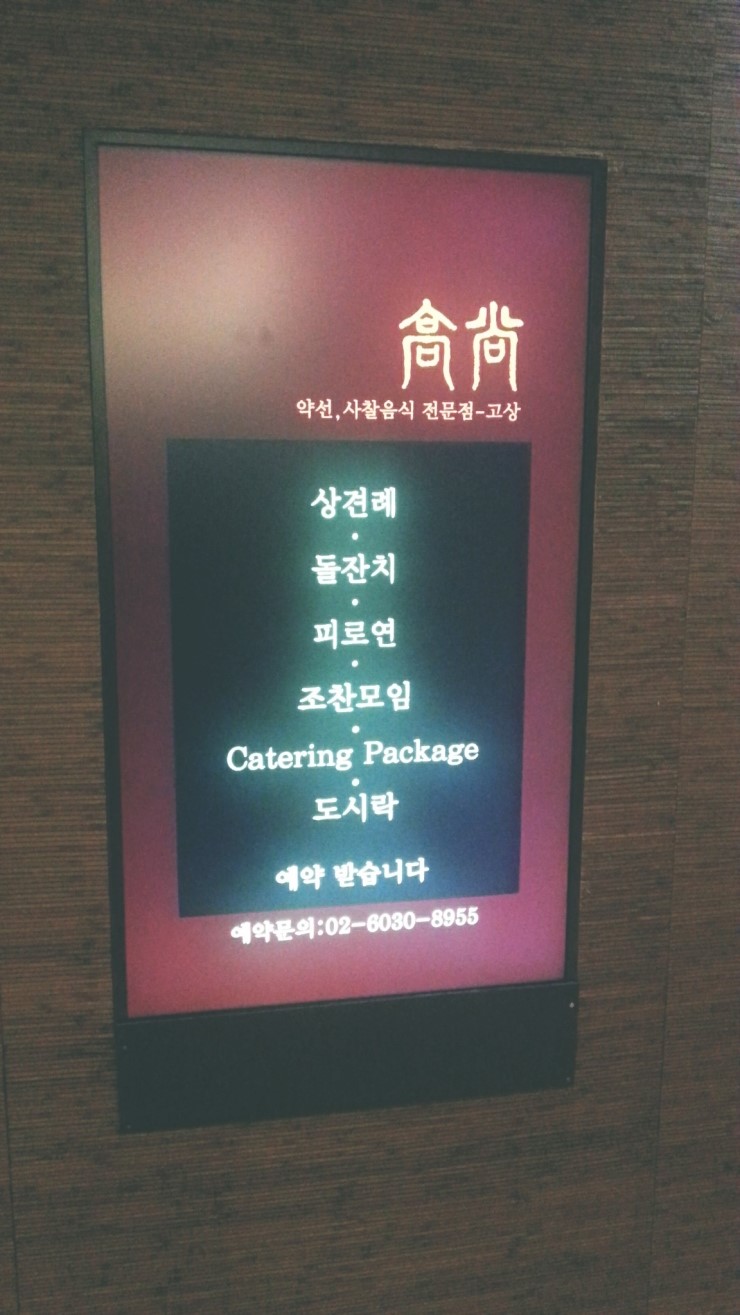 高尚
약선,사찰음식 전문점-고상
상견례
·
돌잔치
·
피로연
·
조찬모임
·
Catering Package
·
도시락
예약 받습니다
예약문의:02-6030-8955